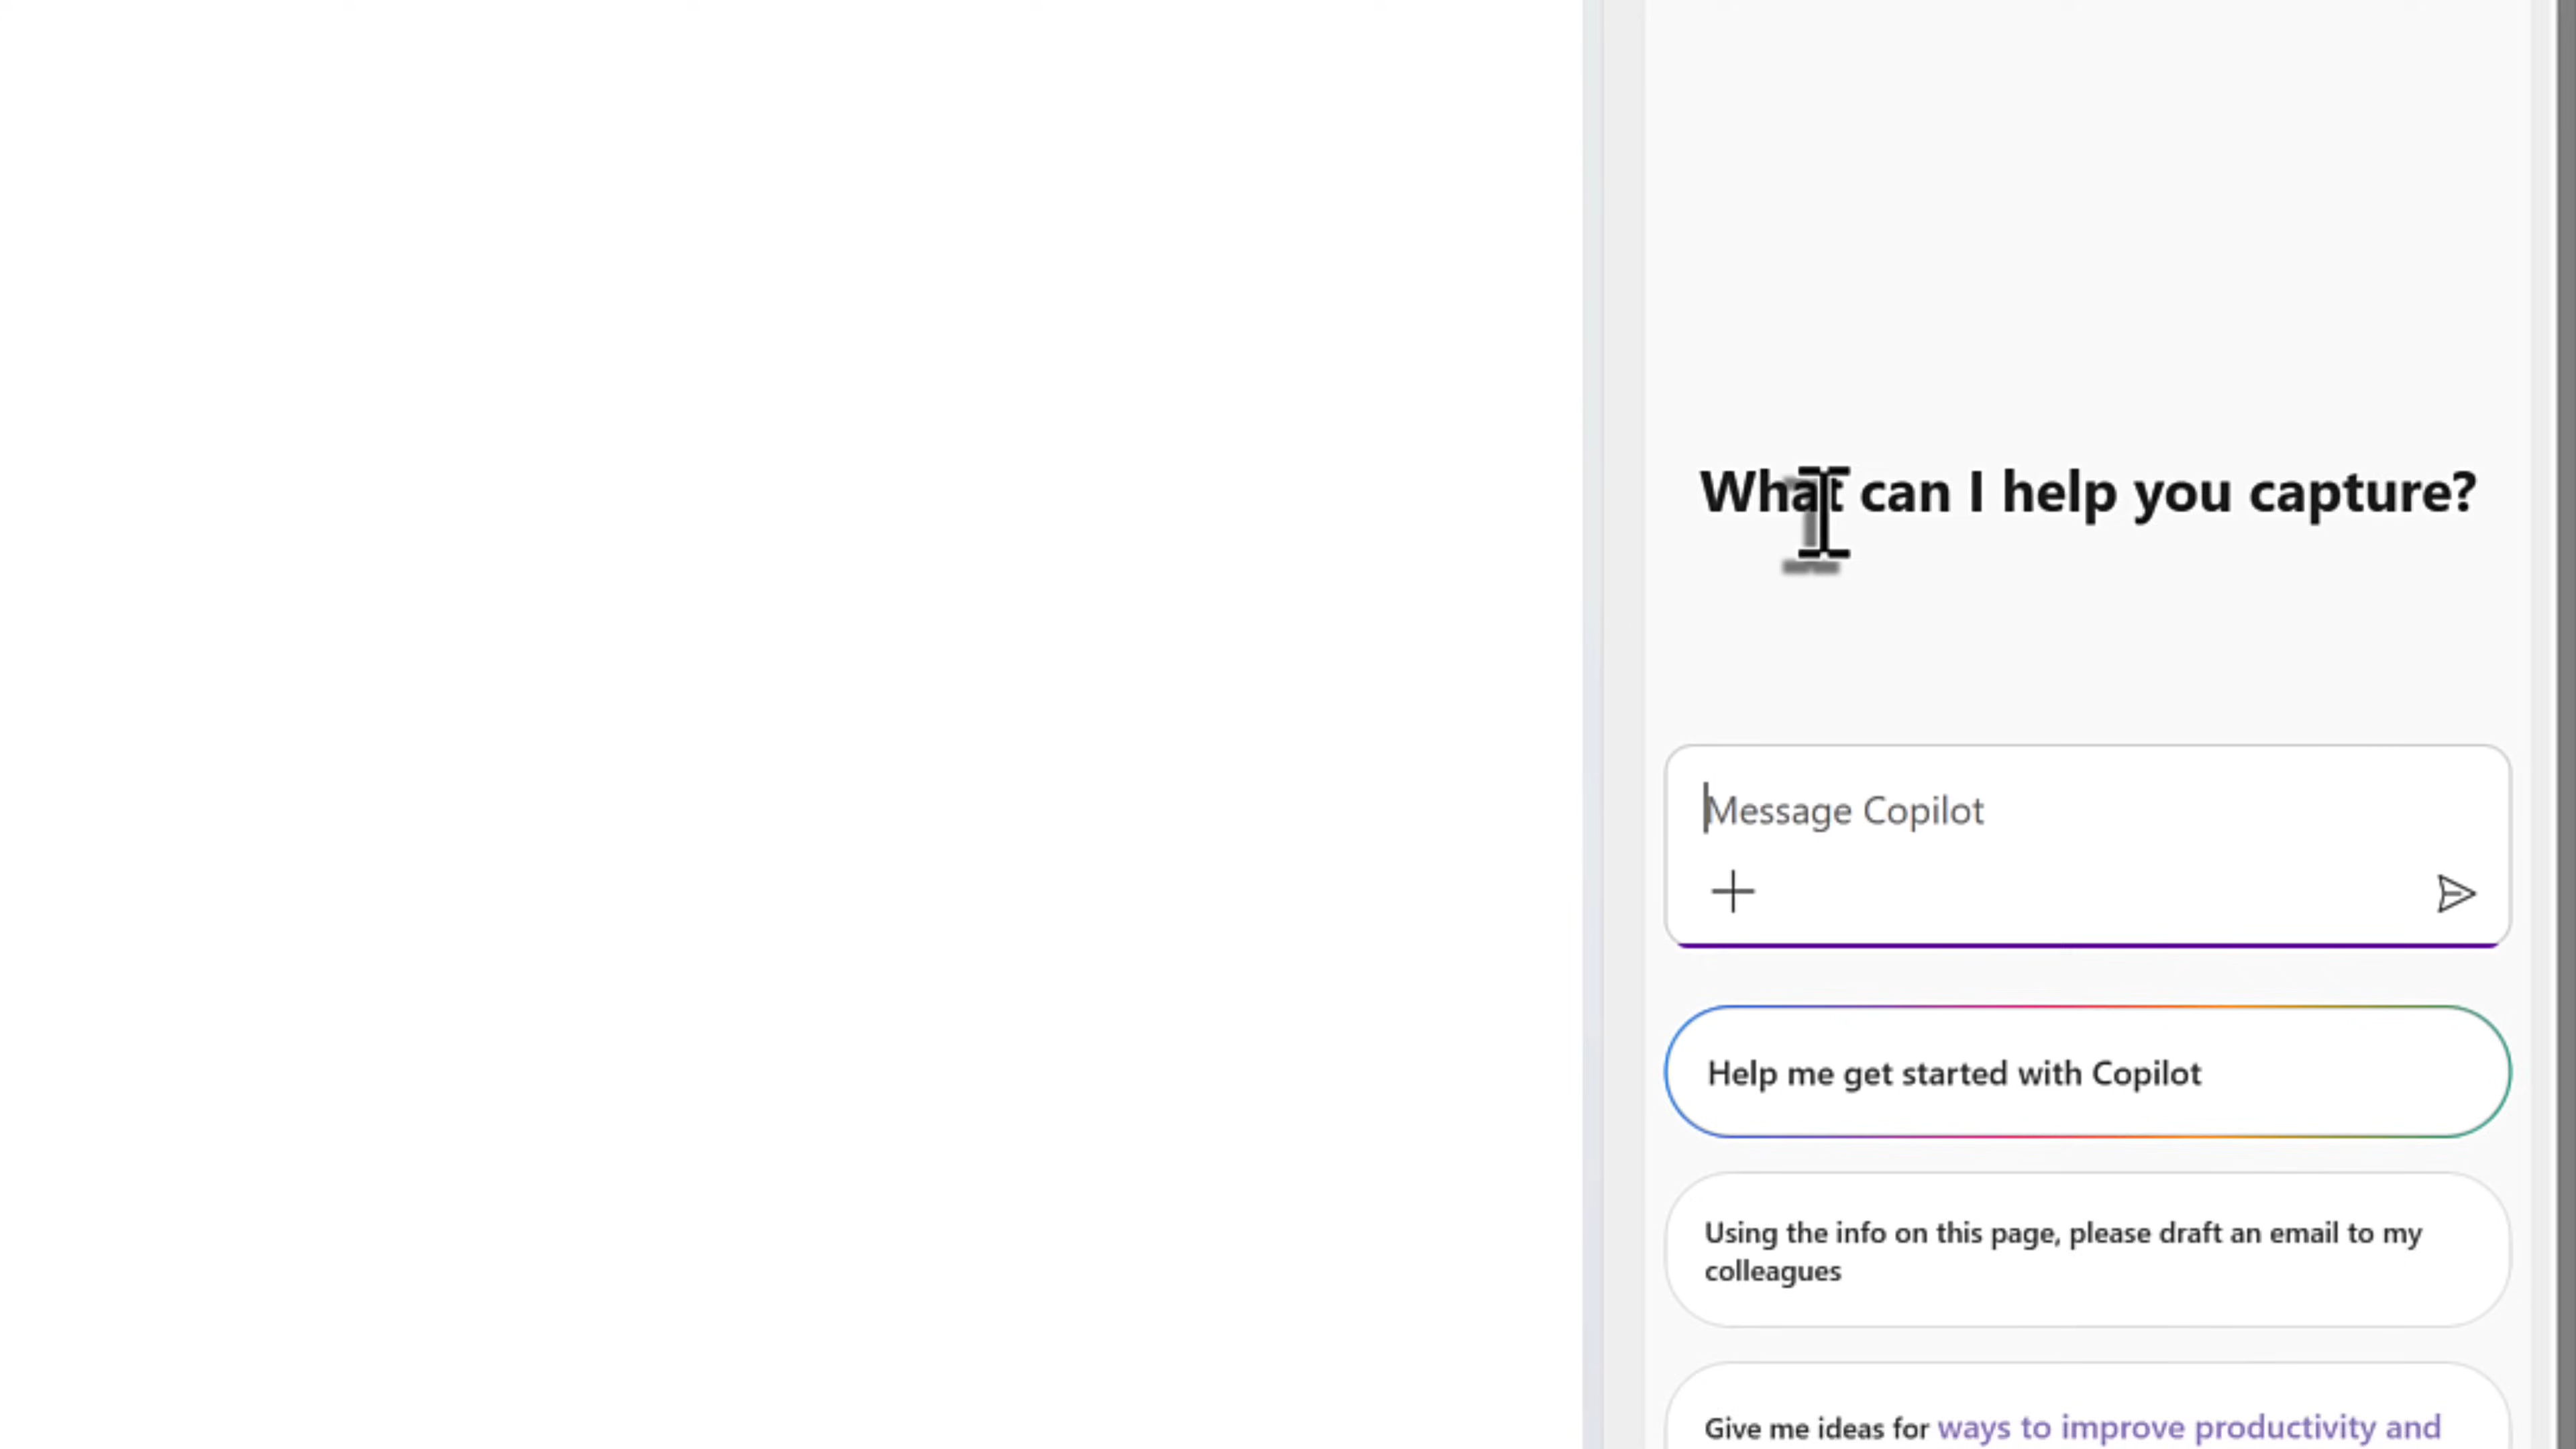 What can I help you capture?
Message Copilot
Help me get started with Copilot
Using the info on this page, please draft an email to my
colleagues
Give me ideas for ways to improve productivity and